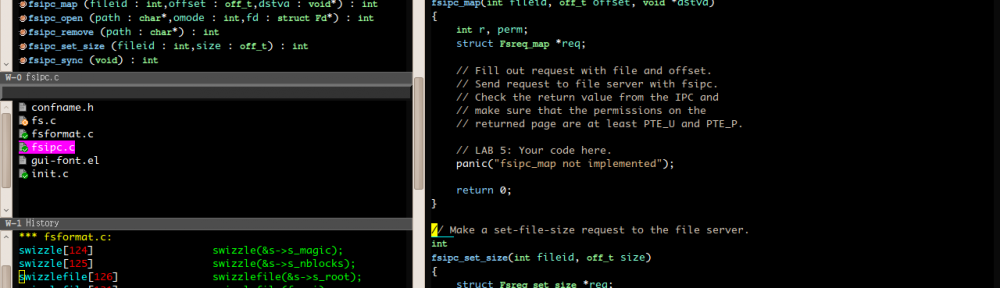 fsipc_map (fileid : int,offset : off_t,dstva : void*) : int
fsipc_open (path : char*,omode : int,fd : struct Fd*) : int
fsipc_remove (path : char*) : int
fsipc_set_size (fileid : int,size : off_t) : int
fsipc_sync (void) : int
W-0 fsipc.c
confname.h
fs.c
fsformat.c
fsipc.c
gui-font.el
init.c
W-1 History
*** fsformat.c:
swizzle[124] swizzle(&s->s_magic);
swizzle[125] swizzle(&s->s_nblocks);
swizzlefile[126] swizzlefile(&s->s_root);
fsipc_map(int fileid, off_t offset, void *dstva)
{
int r, perm;
struct Fsreq_map *req;
// Fill out request with file and offset.
// Send request to file server with fsipc.
// Check the return value from the IPC and
// make sure that the permissions on the
// returned page are at least PTE_U and PTE_P.
// LAB 5: Your code here.
panic("fsipc_map not implemented");
return 0;
}
// Make a set-file-size request to the file server.
int
fsipc_set_size(int fileid, off_t size)
{
struct Fsreq_set_size *req;